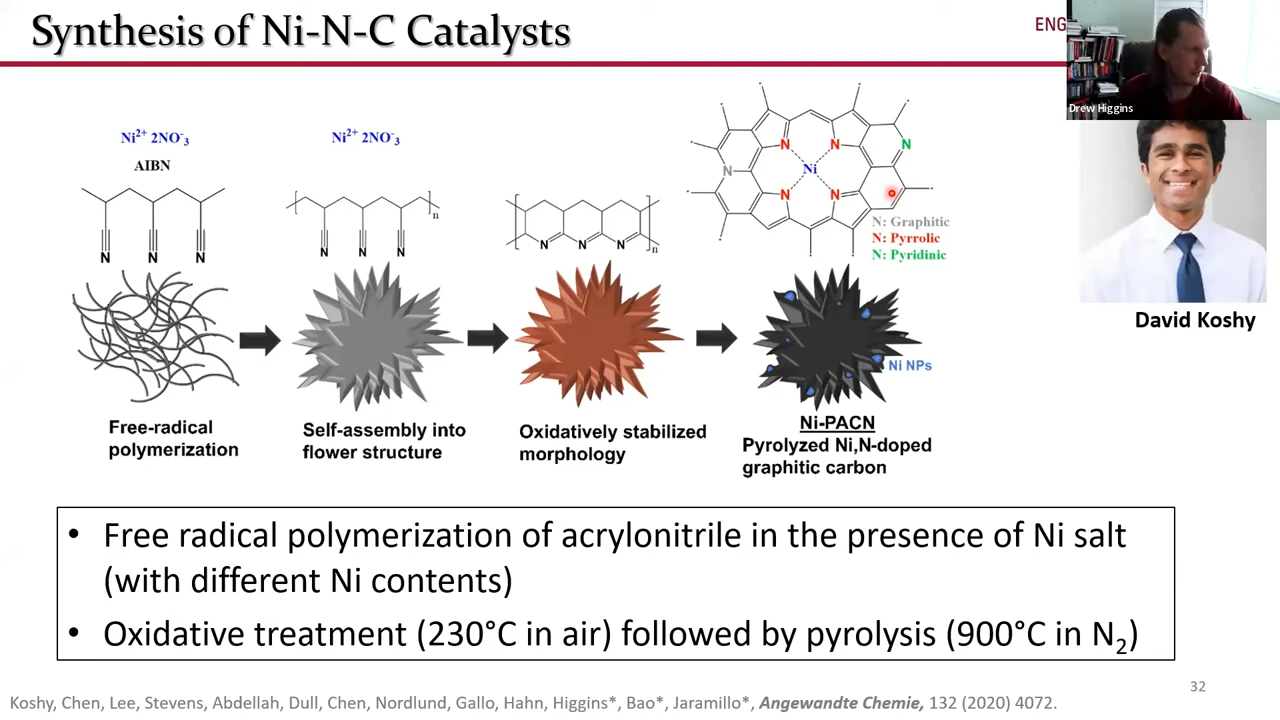 Synthesis of Ni-N-C Catalysts
ENG
Drew Higgins
Ni²⁺ 2NO⁻₃
AIBN
N N N
Ni²⁺ 2NO⁻₃
n
N N N
n
N N N
N N N
N Ni
N N
N: Graphitic
N: Pyrrolic
N: Pyridinic
David Koshy
Ni NPs
Free-radical
polymerization
Self-assembly into
flower structure
Oxidatively stabilized
morphology
Ni-PACN
Pyrolyzed Ni,N-doped
graphitic carbon
• Free radical polymerization of acrylonitrile in the presence of Ni salt
(with different Ni contents)
• Oxidative treatment (230°C in air) followed by pyrolysis (900°C in N₂)
32
Koshy, Chen, Lee, Stevens, Abdellah, Dull, Chen, Nordlund, Gallo, Hahn, Higgins*, Bao*, Jaramillo*, Angewandte Chemie, 132 (2020) 4072.